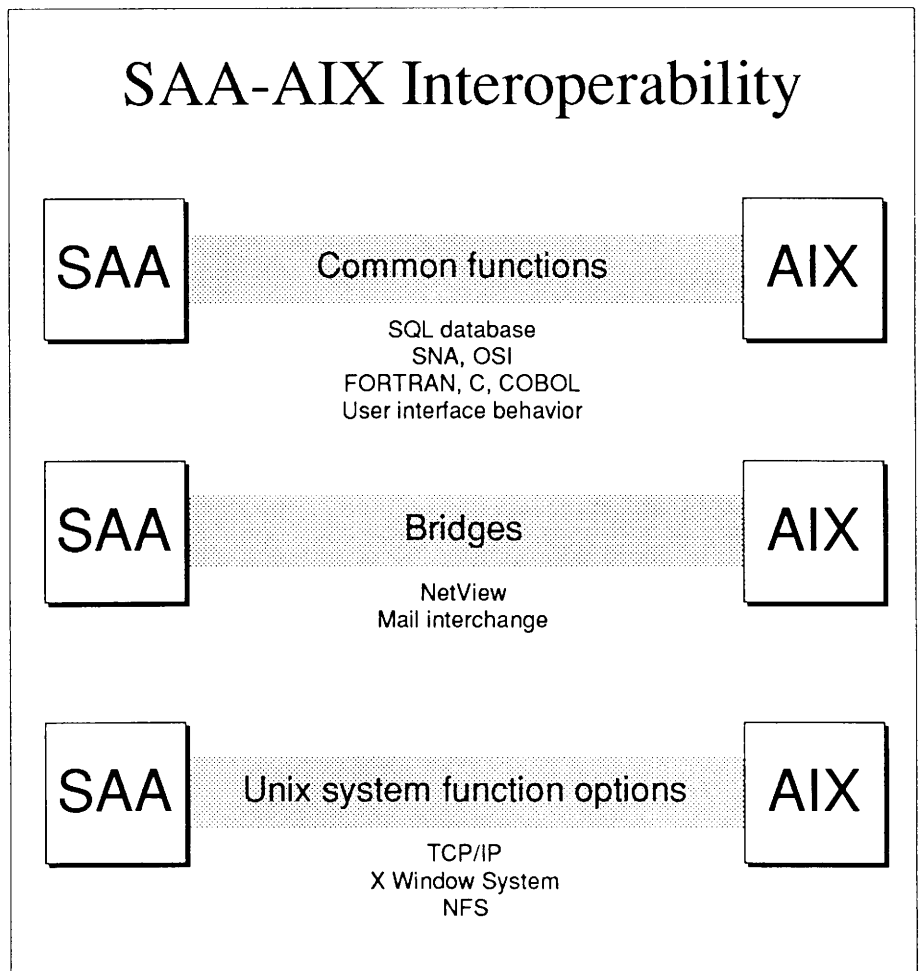 SAA-AIX Interoperability
SAA
Common functions
AIX
SQL database
SNA, OSI
FORTRAN, C, COBOL
User interface behavior
SAA
Bridges
AIX
NetView
Mail interchange
SAA
Unix system function options
AIX
TCP/IP
X Window System
NFS